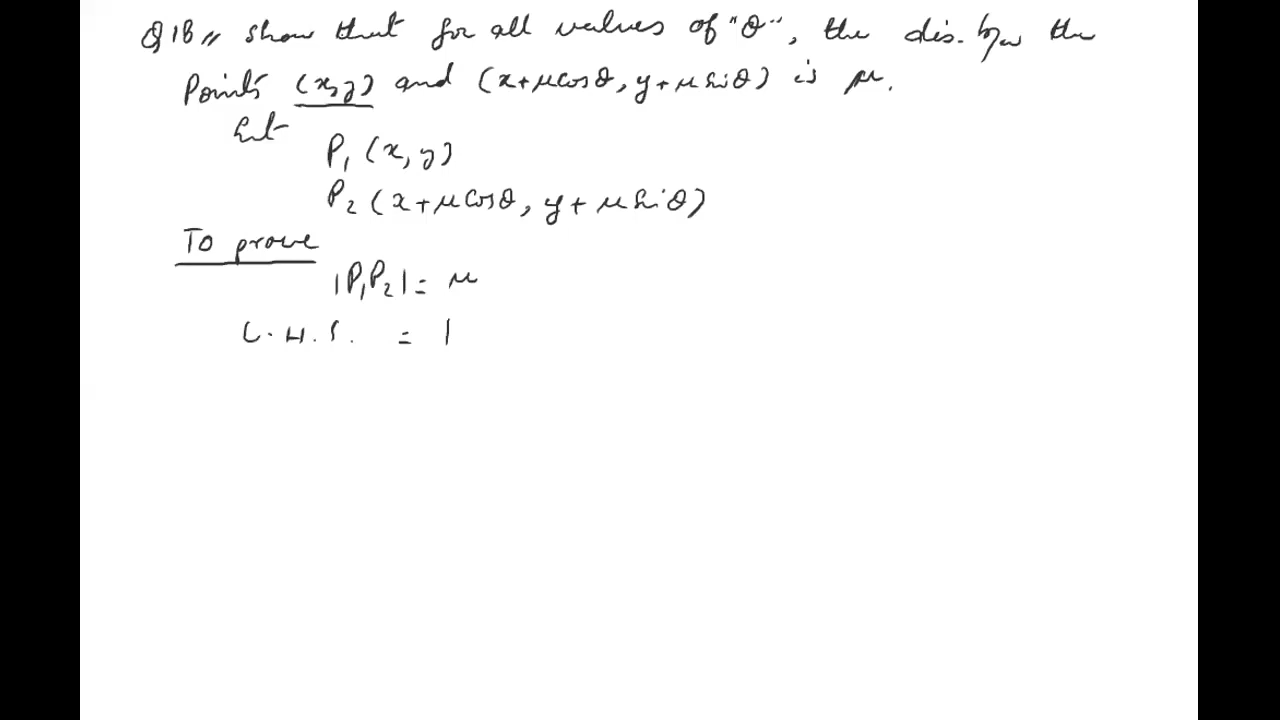 Q 18 // show that for all values of "θ", the dis. b/w the
Points (x,y) and (x+μcosθ, y+μsinθ) is μ.
Let
P₁ (x, y)
P₂ (x+μcosθ, y+μsinθ)
To prove
|P₁P₂| = μ
L.H.S. = |